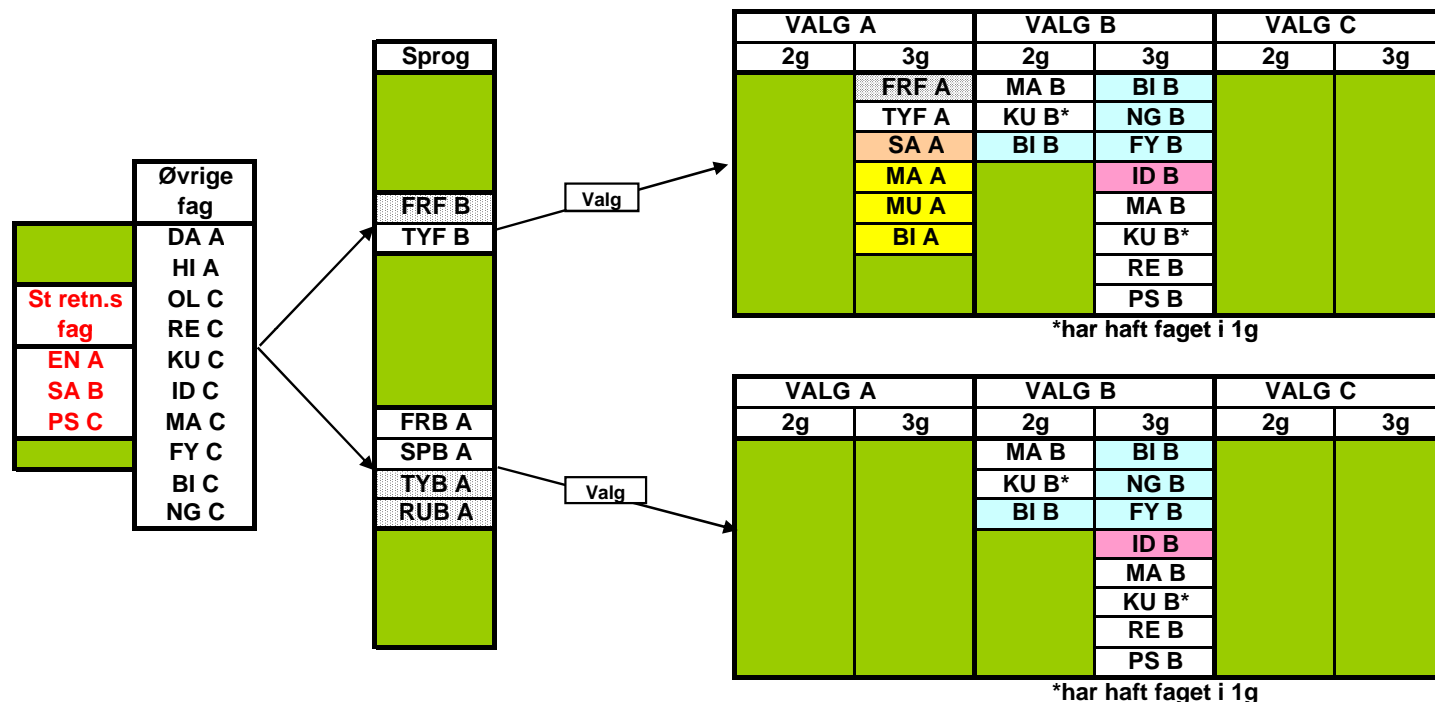 Øvrige
fag
DA A
HI A
OL C
RE C
KU C
ID C
MA C
FY C
BI C
NG C
St retn.s
fag
EN A
SA B
PS C
Sprog
FRF B
TYF B
FRB A
SPB A
TYB A
RUB A
Valg
Valg
VALG A VALG B VALG C
2g 3g 2g 3g 2g 3g
FRF A MA B BI B
TYF A KU B* NG B
SA A BI B FY B
MA A ID B
MU A MA B
BI A KU B*
RE B
PS B
*har haft faget i 1g
VALG A VALG B VALG C
2g 3g 2g 3g 2g 3g
MA B BI B
KU B* NG B
BI B FY B
ID B
MA B
KU B*
RE B
PS B
*har haft faget i 1g